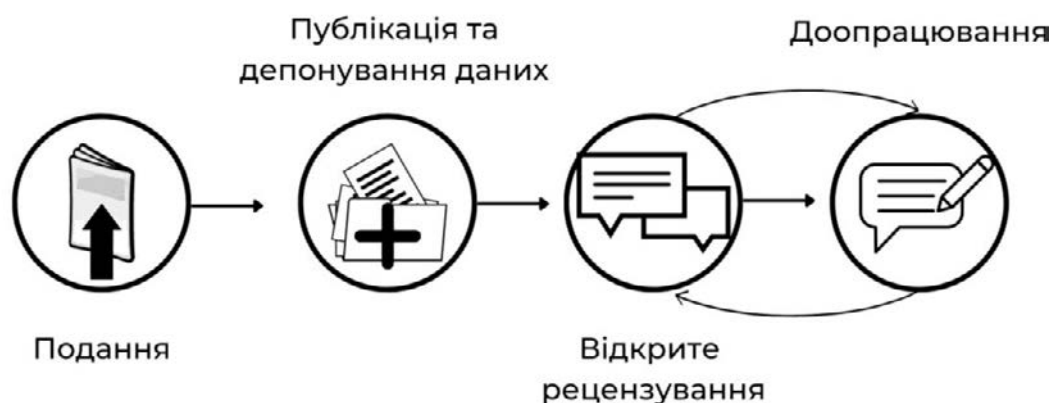 Публікація та
депонування даних
Доопрацювання
Подання
Відкрите
рецензування